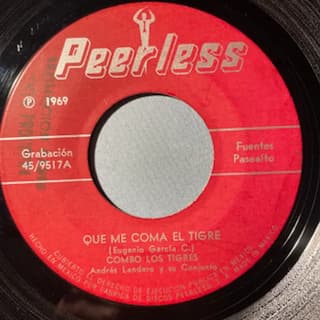 Peerless
℗ 1969
Grabación
45/9517A
Fuentes
Paseaíto
QUE ME COMA EL TIGRE
(Eugenio García C.)
COMBO LOS TIGRES
Andrés Landero y su Conjunto
HECHO EN MEXICO POR FABRICA DE DISCOS PEERLESS